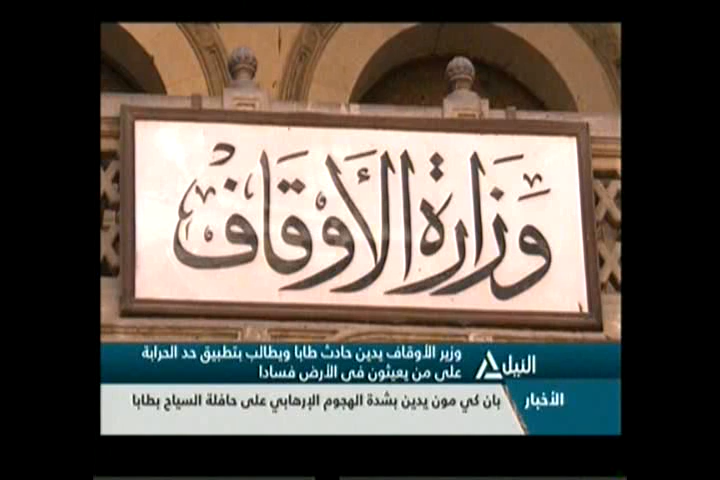 وزارة الأوقاف
وزير الأوقاف يدين حادث طابا ويطالب بتطبيق حد الحرابة
على من يعيثون فى الأرض فسادا
النيل
الأخبار
بان كي مون يدين بشدة الهجوم الإرهابي على حافلة السياح بطابا